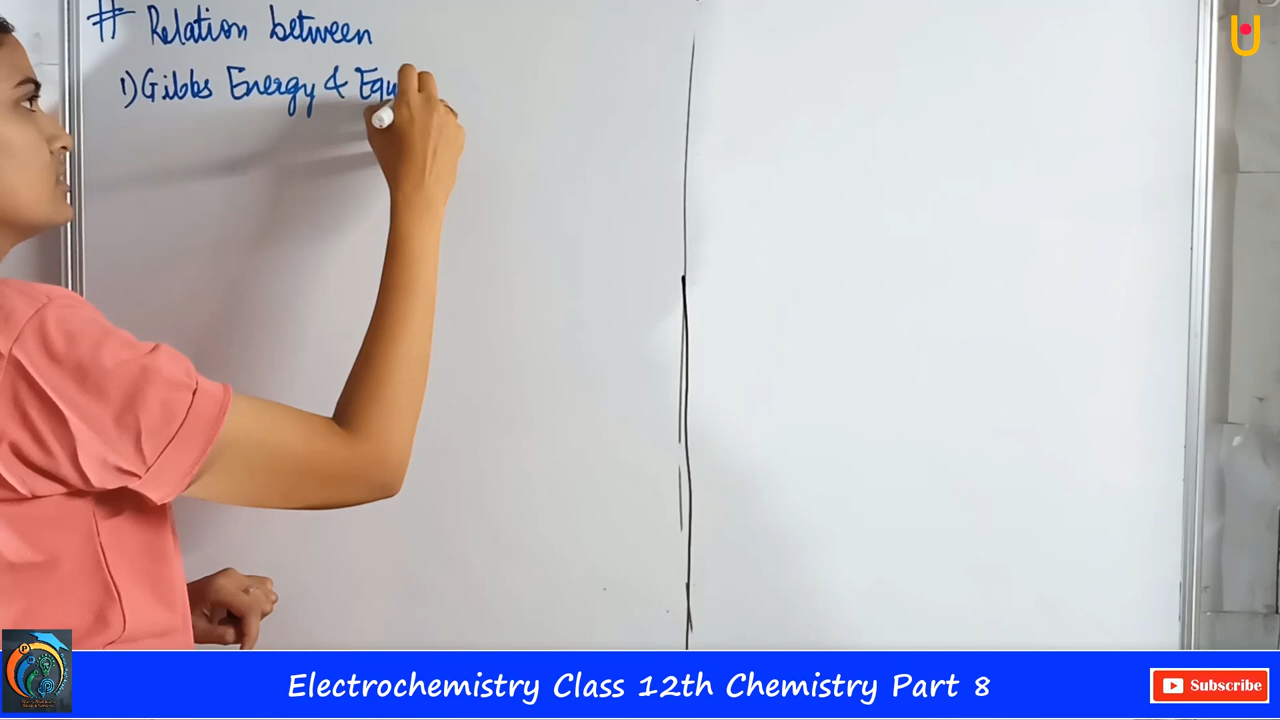 # Relation between
1) Gibbs Energy & Equ
Electrochemistry Class 12th Chemistry Part 8
Subscribe